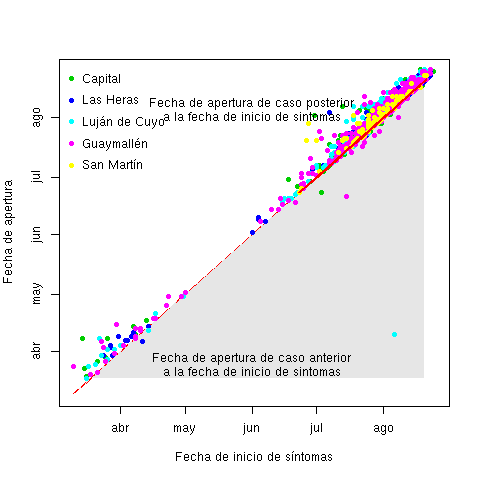 Capital
Las Heras
Luján de Cuyo
Guaymallén
San Martín
Fecha de apertura de caso posterior
a la fecha de inicio de sintomas
Fecha de apertura de caso anterior
a la fecha de inicio de sintomas
Fecha de apertura
ago
jul
jun
may
abr
abr
may
jun
jul
ago
Fecha de inicio de síntomas